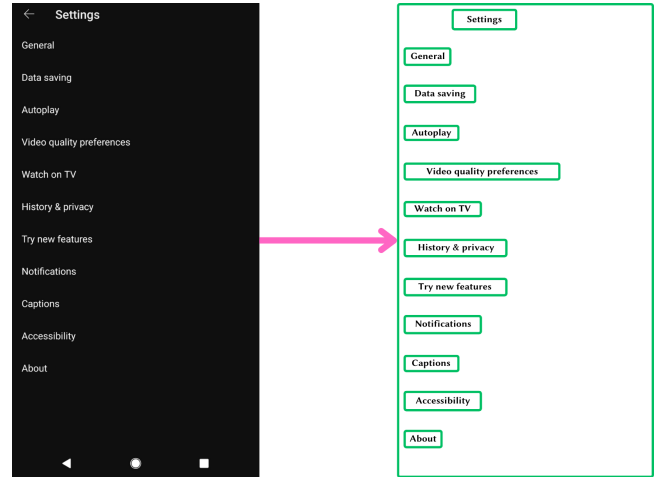 Settings
General
Data saving
Autoplay
Video quality preferences
Watch on TV
History & privacy
Try new features
Notifications
Captions
Accessibility
About
Settings
General
Data saving
Autoplay
Video quality preferences
Watch on TV
History & privacy
Try new features
Notifications
Captions
Accessibility
About